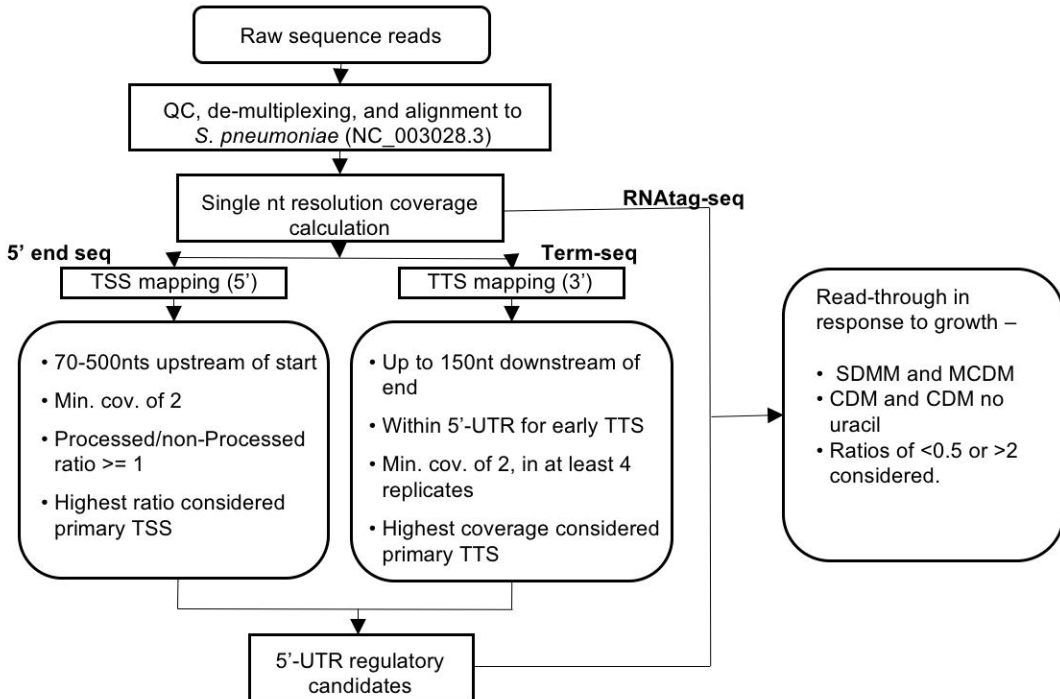 Raw sequence reads
QC, de-multiplexing, and alignment to
S. pneumoniae (NC_003028.3)
Single nt resolution coverage
calculation
RNAtag-seq
5’ end seq
Term-seq
TSS mapping (5’)
TTS mapping (3’)
• 70-500nts upstream of start
• Min. cov. of 2
• Processed/non-Processed
ratio >= 1
• Highest ratio considered
primary TSS
• Up to 150nt downstream of
end
• Within 5’-UTR for early TTS
• Min. cov. of 2, in at least 4
replicates
• Highest coverage considered
primary TTS
Read-through in
response to growth –
• SDMM and MCDM
• CDM and CDM no
uracil
• Ratios of <0.5 or >2
considered.
5’-UTR regulatory
candidates